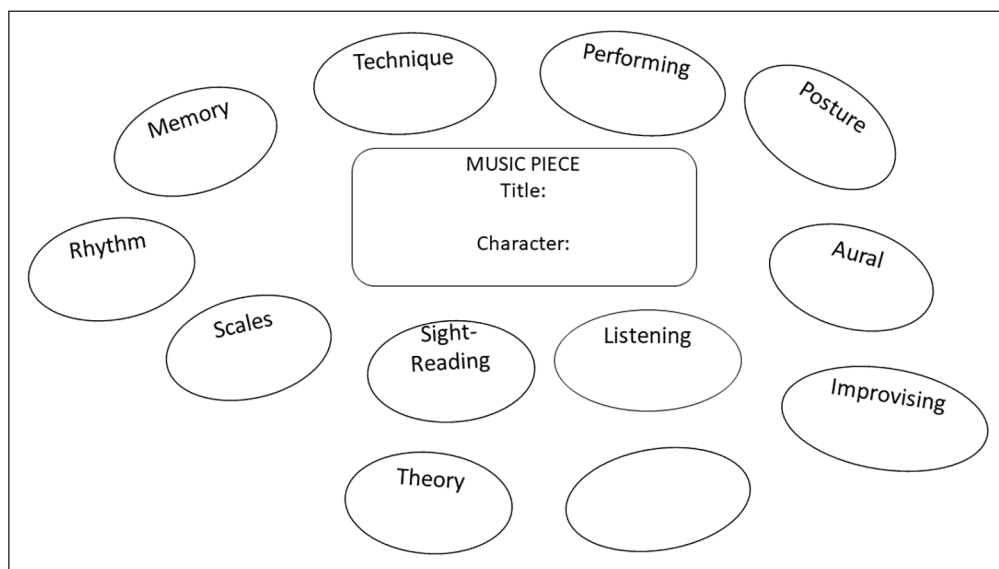 Technique
Performing
Posture
Memory
MUSIC PIECE
Title:
Character:
Rhythm
Aural
Scales
Sight-
Reading
Listening
Improvising
Theory